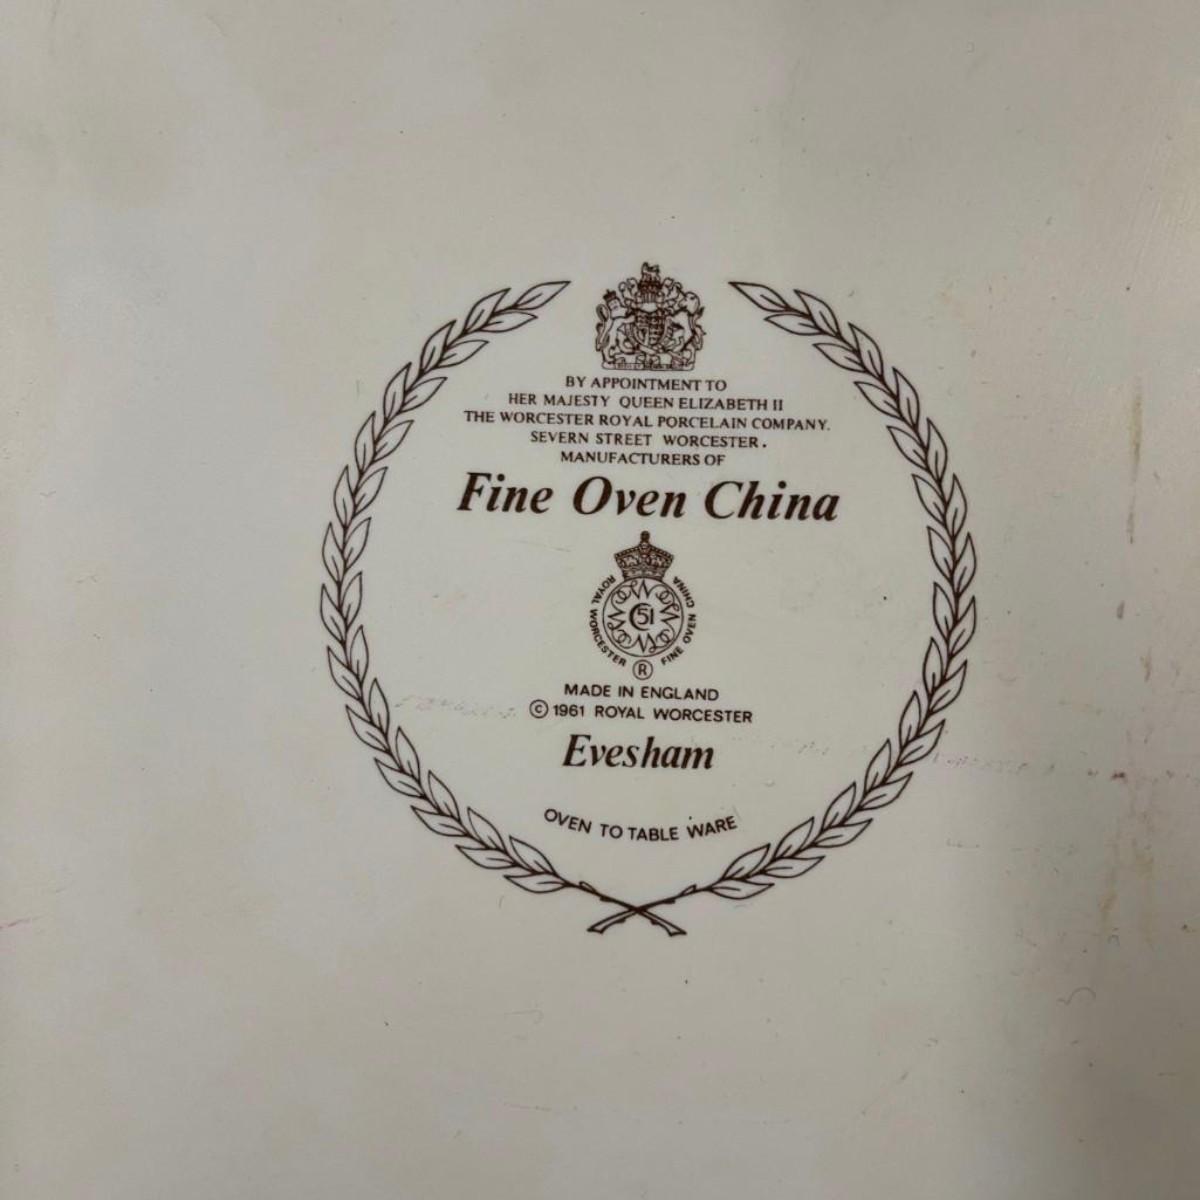 BY APPOINTMENT TO
HER MAJESTY QUEEN ELIZABETH II
THE WORCESTER ROYAL PORCELAIN COMPANY.
SEVERN STREET WORCESTER.
MANUFACTURERS OF
Fine Oven China
ROYAL WORCESTER FINE OVEN CHINA
51
®
MADE IN ENGLAND
© 1961 ROYAL WORCESTER
Evesham
OVEN TO TABLE WARE